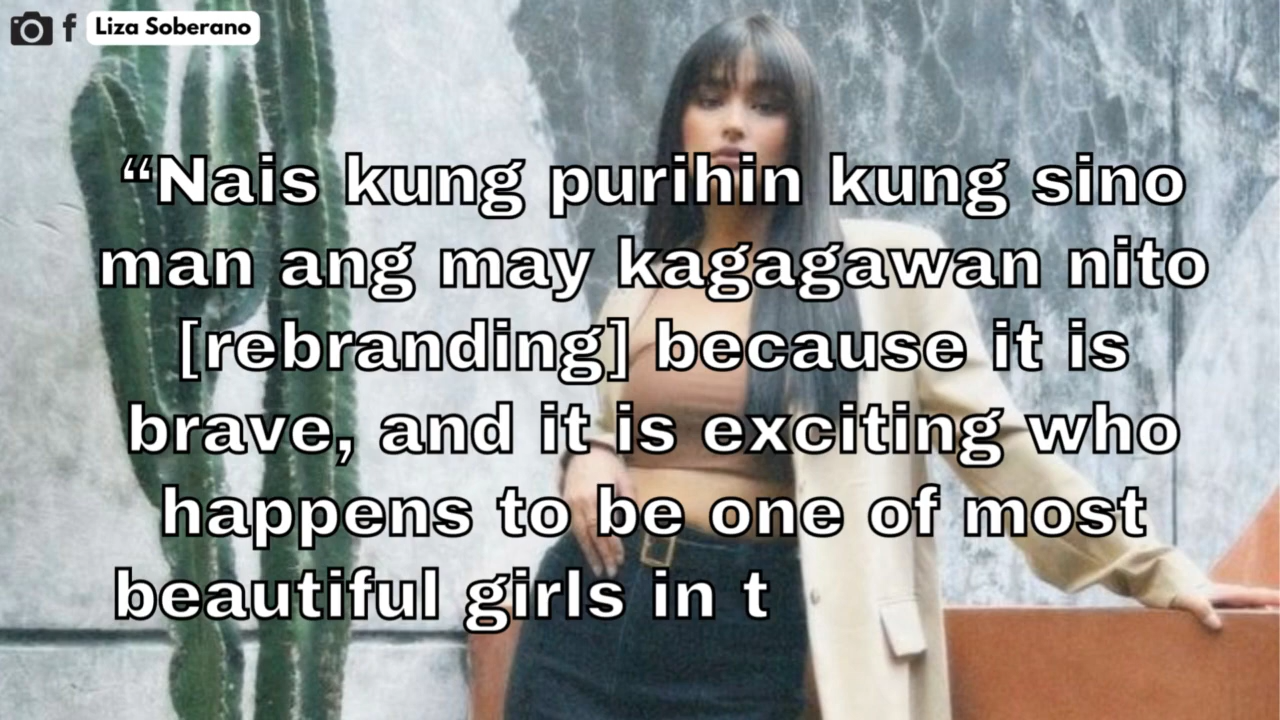 f Liza Soberano
“Nais kung purihin kung sino
man ang may kagagawan nito
[rebranding] because it is
brave, and it is exciting who
happens to be one of most
beautiful girls in t